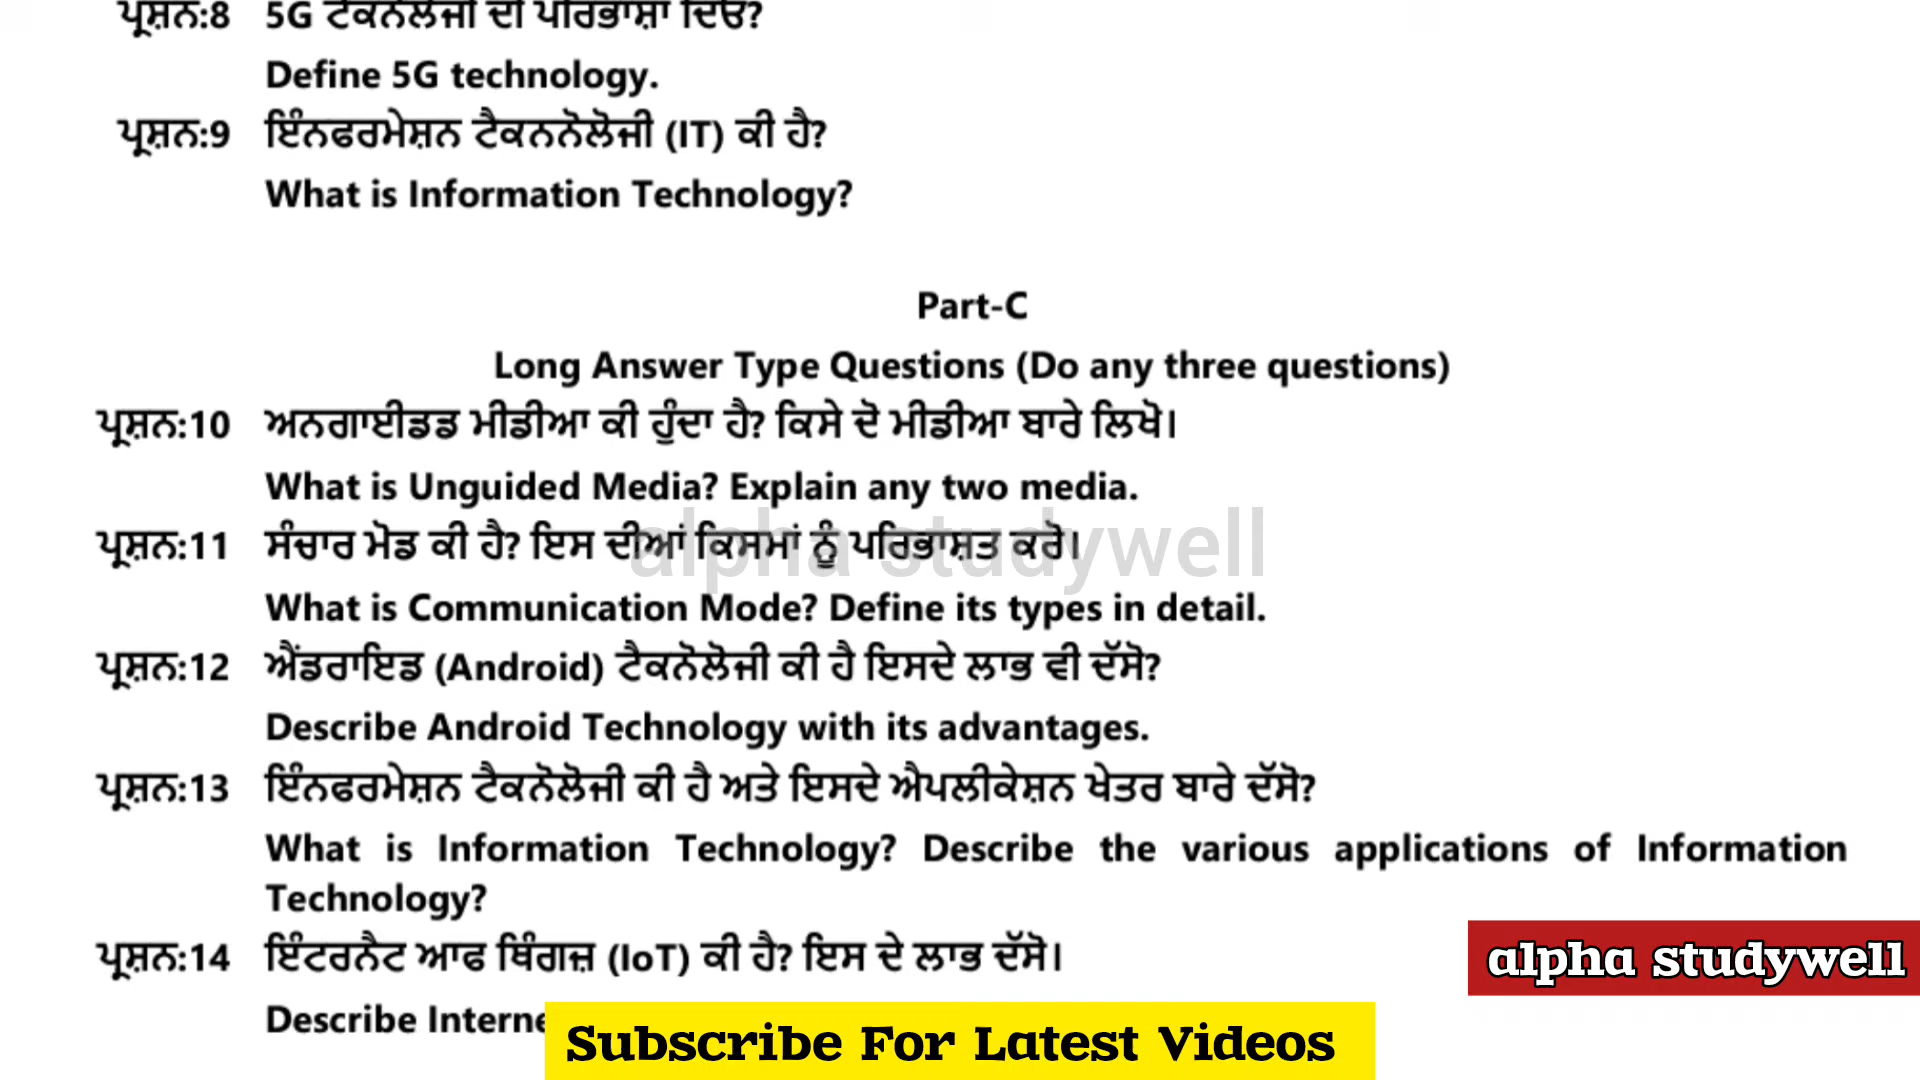 ਪ੍ਰਸ਼ਨ:8 5G ਟੈਕਨੋਲੋਜੀ ਦੀ ਪਰਿਭਾਸ਼ਾ ਦਿਓ?
Define 5G technology.
ਪ੍ਰਸ਼ਨ:9 ਇੰਨਫਰਮੇਸ਼ਨ ਟੈਕਨਨੋਲੋਜੀ (IT) ਕੀ ਹੈ?
What is Information Technology?
Part-C
Long Answer Type Questions (Do any three questions)
ਪ੍ਰਸ਼ਨ:10 ਅਨਗਾਈਡਡ ਮੀਡੀਆ ਕੀ ਹੁੰਦਾ ਹੈ? ਕਿਸੇ ਦੋ ਮੀਡੀਆ ਬਾਰੇ ਲਿਖੋ।
What is Unguided Media? Explain any two media.
alpha studywell
ਪ੍ਰਸ਼ਨ:11 ਸੰਚਾਰ ਮੋਡ ਕੀ ਹੈ? ਇਸ ਦੀਆਂ ਕਿਸਮਾਂ ਨੂੰ ਪਰਿਭਾਸ਼ਤ ਕਰੋ।
What is Communication Mode? Define its types in detail.
ਪ੍ਰਸ਼ਨ:12 ਐਂਡਰਾਇਡ (Android) ਟੈਕਨੋਲੋਜੀ ਕੀ ਹੈ ਇਸਦੇ ਲਾਭ ਵੀ ਦੱਸੋ?
Describe Android Technology with its advantages.
ਪ੍ਰਸ਼ਨ:13 ਇੰਨਫਰਮੇਸ਼ਨ ਟੈਕਨੋਲੋਜੀ ਕੀ ਹੈ ਅਤੇ ਇਸਦੇ ਐਪਲੀਕੇਸ਼ਨ ਖੇਤਰ ਬਾਰੇ ਦੱਸੋ?
What is Information Technology? Describe the various applications of Information
Technology?
ਪ੍ਰਸ਼ਨ:14 ਇੰਟਰਨੈਟ ਆਫ ਥਿੰਗਜ਼ (IoT) ਕੀ ਹੈ? ਇਸ ਦੇ ਲਾਭ ਦੱਸੋ।
alpha studywell
Describe
Subscribe For Latest Videos